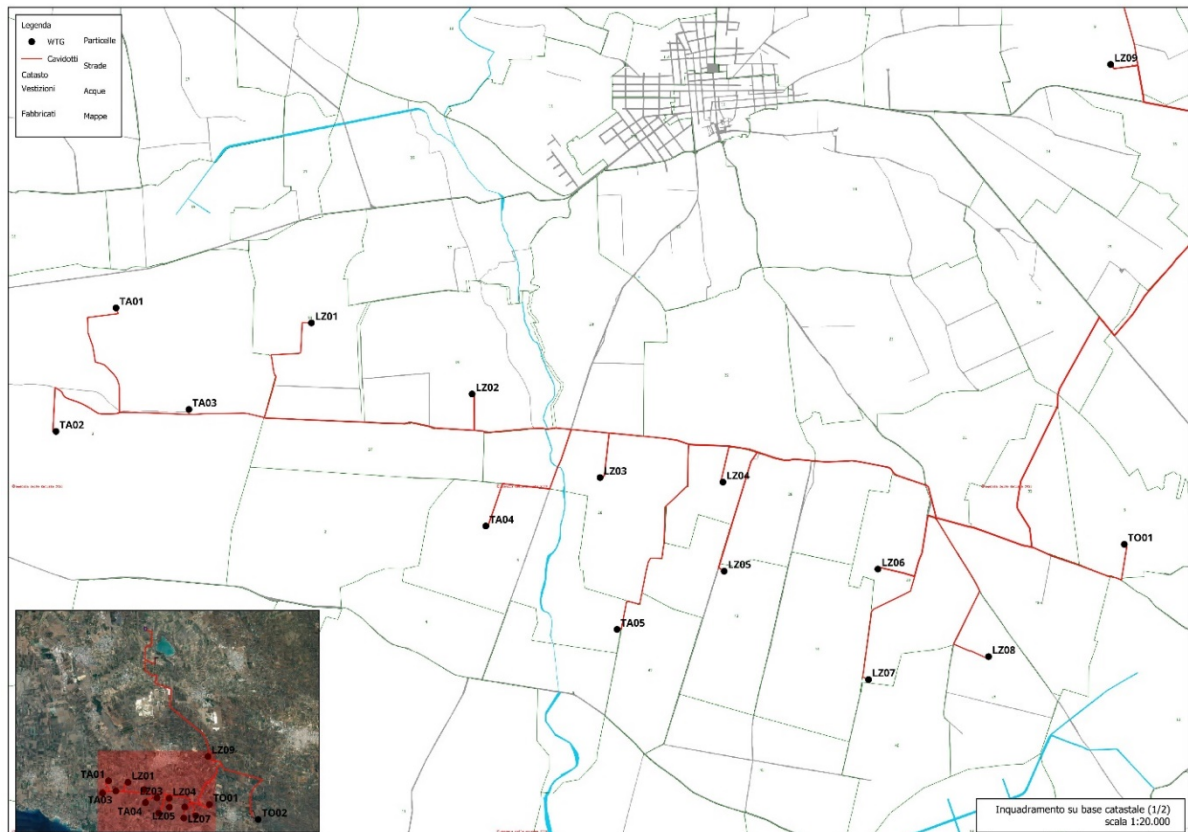 Legenda
WTG
Cavidotti
Catasto
Vestizioni
Fabbricati
Particelle
Strade
Acque
Mappe
LZ09
TA01
LZ01
LZ02
TA03
TA02
LZ03
LZ04
TA04
TO01
LZ06
LZ05
TA05
LZ08
LZ07
LZ09
TA01
LZ01
TA03
LZ03
LZ04
TA04
TO01
LZ05
LZ07
TO02
Inquadramento su base catastale (1/2)
scala 1:20.000